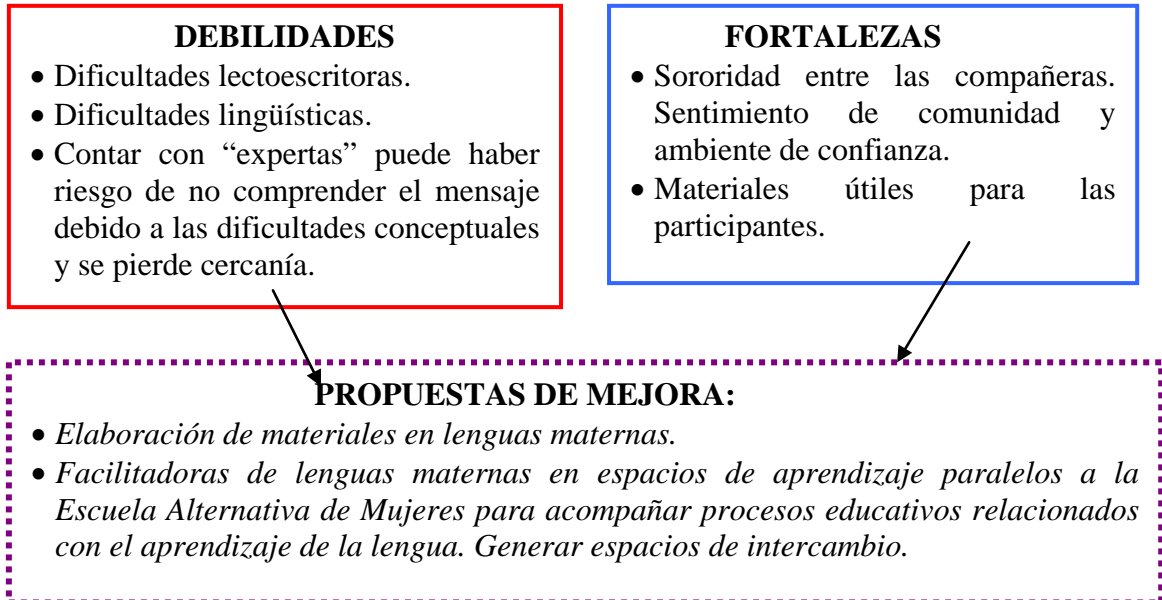 DEBILIDADES
• Dificultades lectoescritoras.
• Dificultades lingüísticas.
• Contar con “expertas” puede haber
riesgo de no comprender el mensaje
debido a las dificultades conceptuales
y se pierde cercanía.
FORTALEZAS
• Sororidad entre las compañeras.
Sentimiento de comunidad y
ambiente de confianza.
• Materiales útiles para las
participantes.
PROPUESTAS DE MEJORA:
• Elaboración de materiales en lenguas maternas.
• Facilitadoras de lenguas maternas en espacios de aprendizaje paralelos a la
Escuela Alternativa de Mujeres para acompañar procesos educativos relacionados
con el aprendizaje de la lengua. Generar espacios de intercambio.